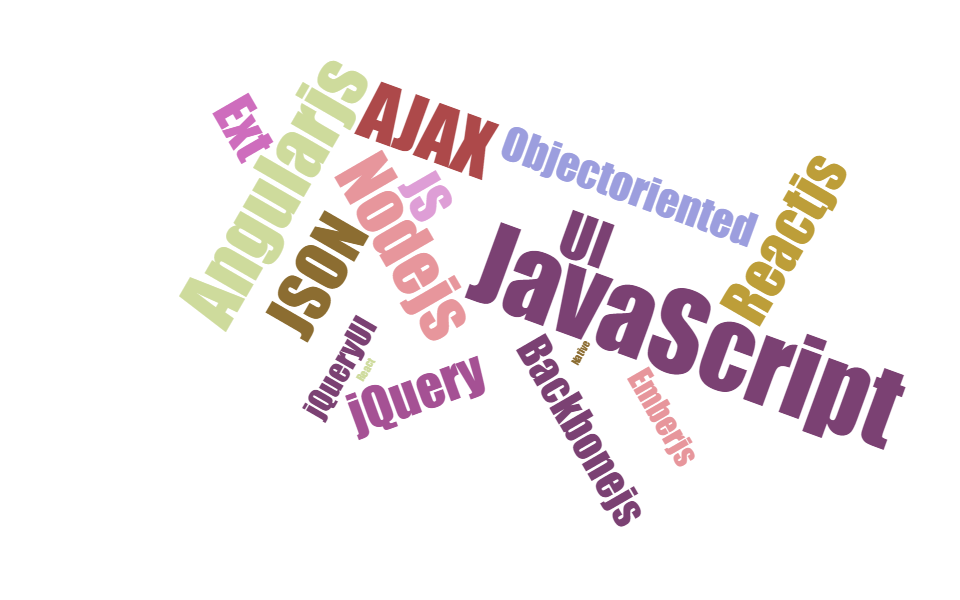 Ext
Angularjs
AJAX
Objectoriented
Reactjs
Nodejs
JS
JSON
UI
JavaScript
jQueryUI
React
jQuery
Backbonejs
Native
Emberjs